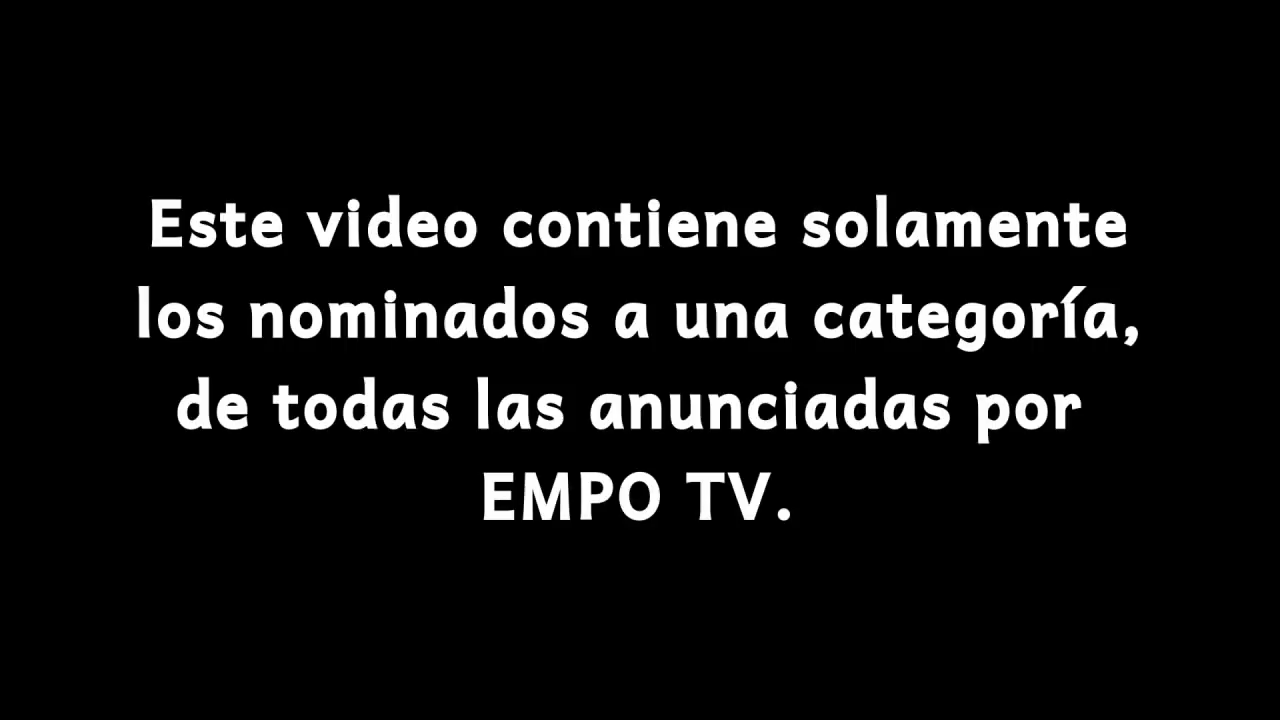 Este video contiene solamente
los nominados a una categoría,
de todas las anunciadas por
EMPO TV.